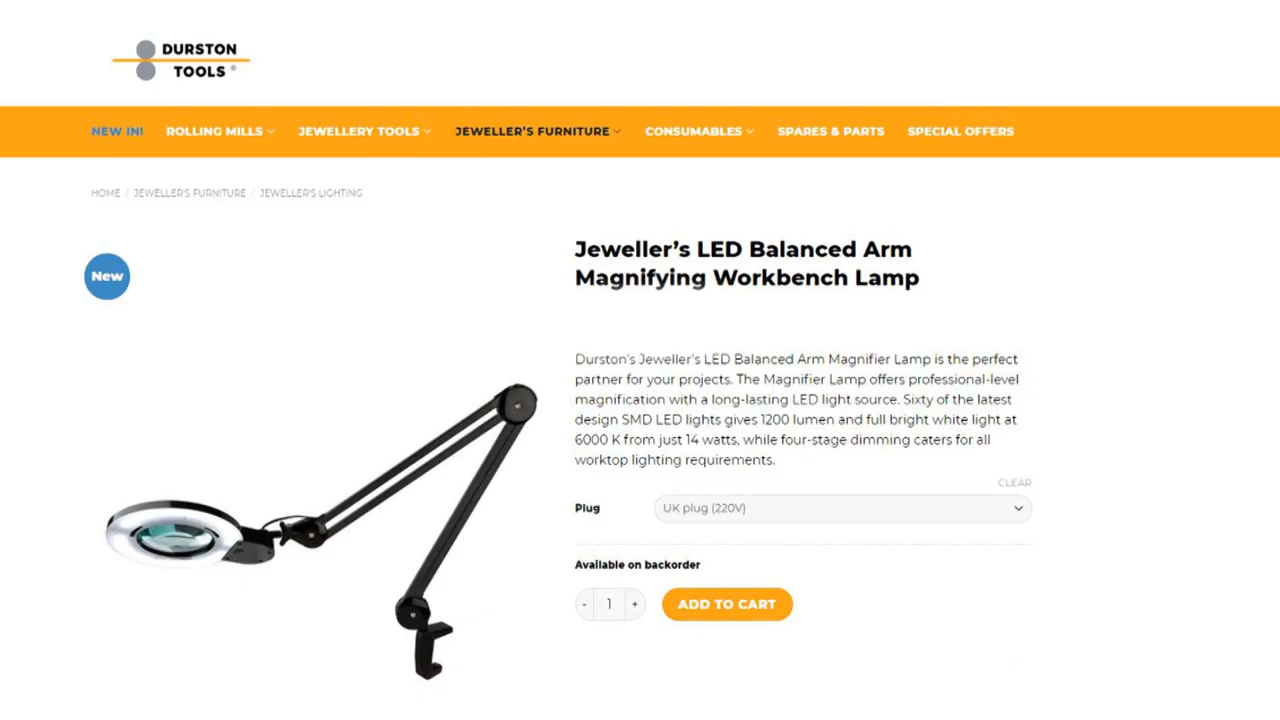 DURSTON
TOOLS ®
NEW IN! ROLLING MILLS JEWELLERY TOOLS JEWELLER'S FURNITURE CONSUMABLES SPARES & PARTS SPECIAL OFFERS
HOME / JEWELLER'S FURNITURE / JEWELLER'S LIGHTING
New
Jeweller's LED Balanced Arm
Magnifying Workbench Lamp
Durston's Jeweller's LED Balanced Arm Magnifier Lamp is the perfect
partner for your projects. The Magnifier Lamp offers professional-level
magnification with a long-lasting LED light source. Sixty of the latest
design SMD LED lights gives 1200 lumen and full bright white light at
6000 K from just 14 watts, while four-stage dimming caters for all
worktop lighting requirements.
CLEAR
Plug UK plug (220V)
Available on backorder
- 1 + ADD TO CART